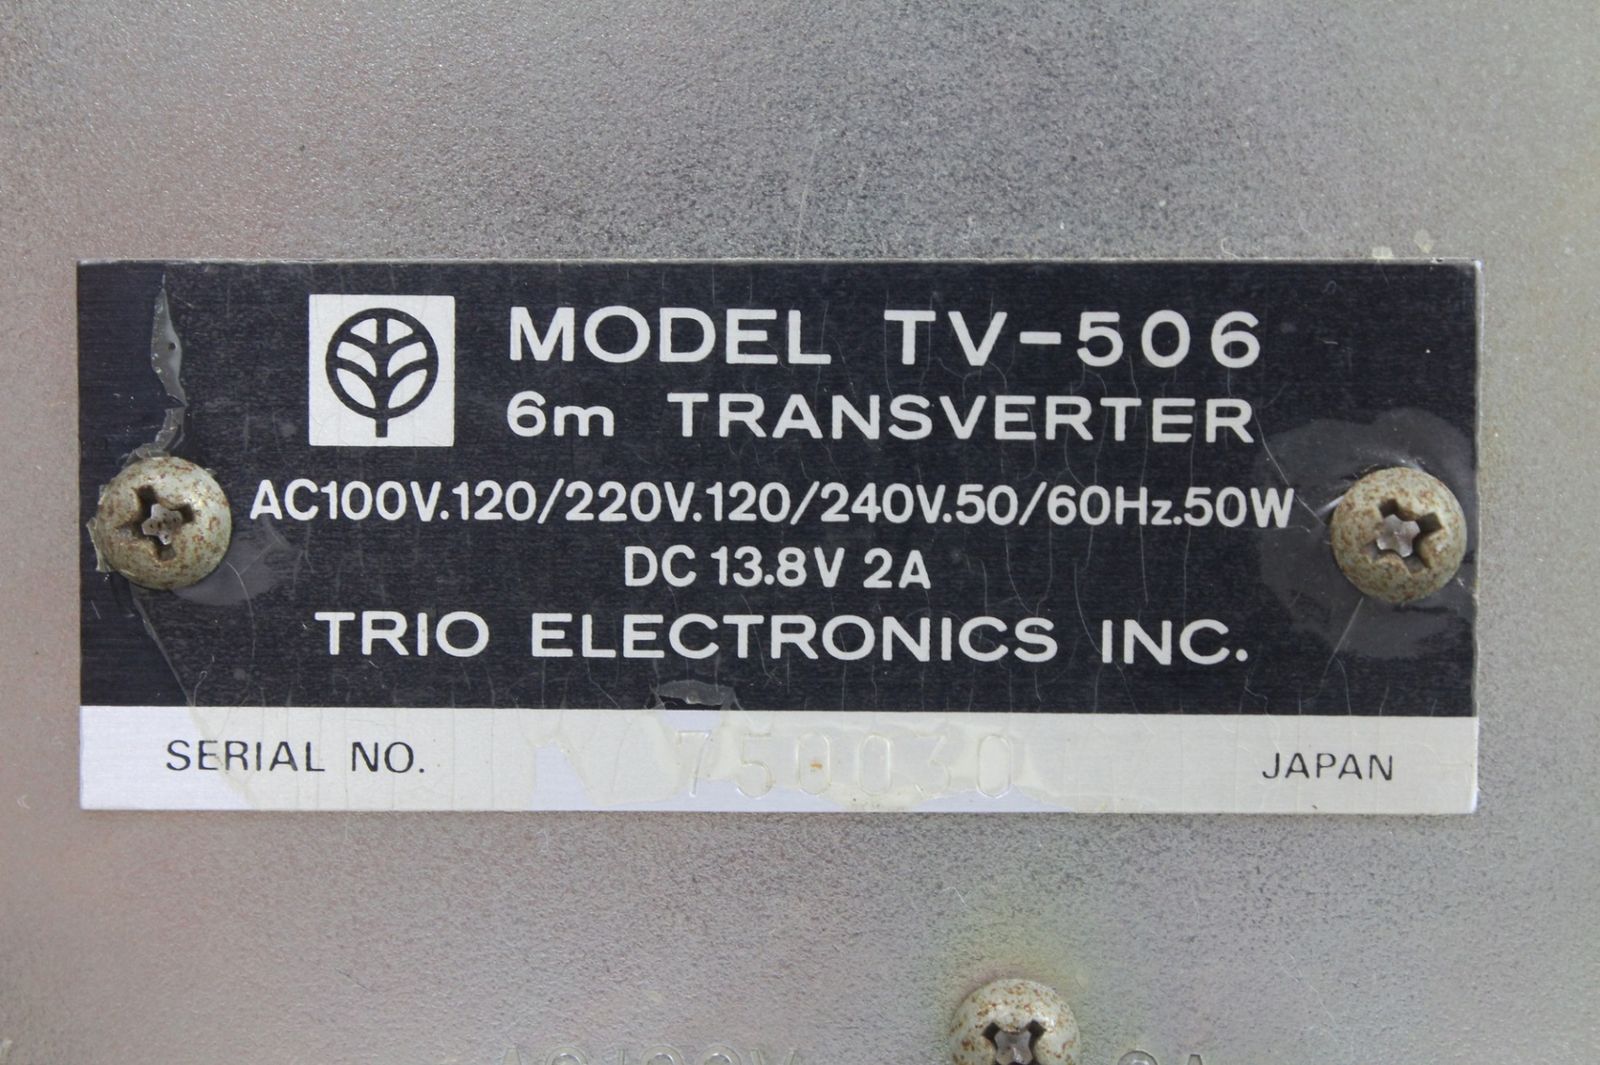 MODEL TV-506
6m TRANSVERTER
AC100V.120/220V.120/240V.50/60Hz.50W
DC 13.8V 2A
TRIO ELECTRONICS INC.
SERIAL NO. 750030 JAPAN